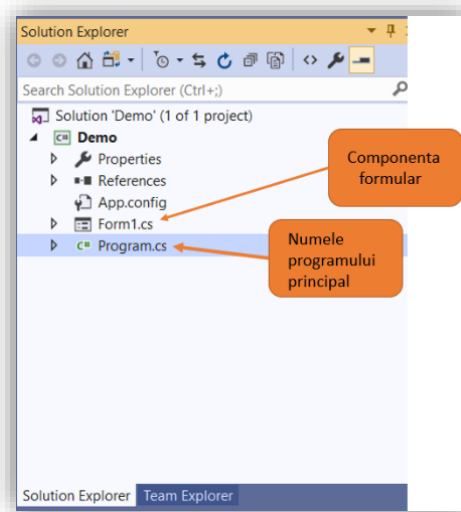 Solution Explorer
Search Solution Explorer (Ctrl+;)
Solution 'Demo' (1 of 1 project)
C# Demo
Properties
References
App.config
Form1.cs
C# Program.cs
Componenta
formular
Numele
programului
principal
Solution Explorer Team Explorer